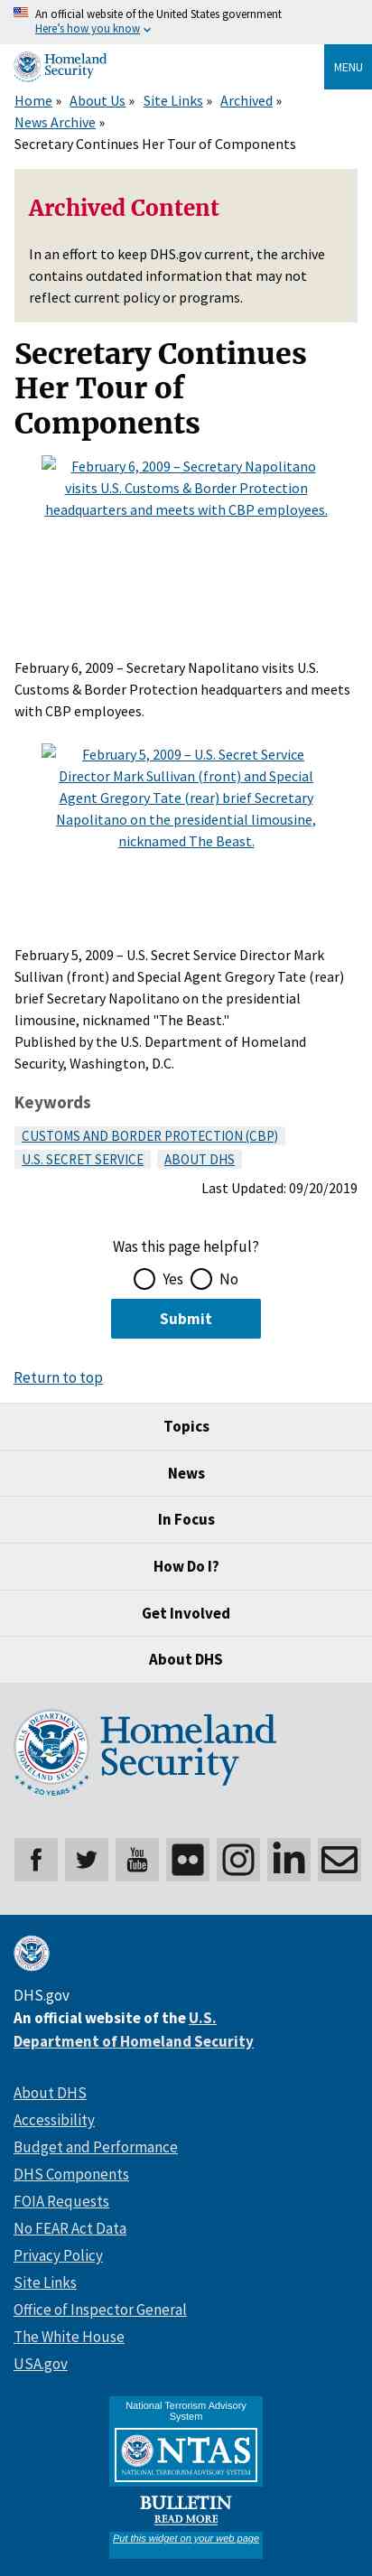 An official website of the United States government
Here's how you know
Homeland
Security
MENU
Home » About Us » Site Links » Archived »
News Archive »
Secretary Continues Her Tour of Components
Archived Content
In an effort to keep DHS.gov current, the archive
contains outdated information that may not
reflect current policy or programs.
Secretary Continues
Her Tour of
Components
February 6, 2009 – Secretary Napolitano
visits U.S. Customs & Border Protection
headquarters and meets with CBP employees.
February 6, 2009 – Secretary Napolitano visits U.S.
Customs & Border Protection headquarters and meets
with CBP employees.
February 5, 2009 – U.S. Secret Service
Director Mark Sullivan (front) and Special
Agent Gregory Tate (rear) brief Secretary
Napolitano on the presidential limousine,
nicknamed The Beast.
February 5, 2009 – U.S. Secret Service Director Mark
Sullivan (front) and Special Agent Gregory Tate (rear)
brief Secretary Napolitano on the presidential
limousine, nicknamed "The Beast."
Published by the U.S. Department of Homeland
Security, Washington, D.C.
Keywords
CUSTOMS AND BORDER PROTECTION (CBP)
U.S. SECRET SERVICE ABOUT DHS
Last Updated: 09/20/2019
Was this page helpful?
Yes No
Submit
Return to top
Topics
News
In Focus
How Do I?
Get Involved
About DHS
U.S. DEPARTMENT OF
HOMELAND SECURITY
20 YEARS
Homeland
Security
You
Tube
DHS.gov
An official website of the U.S.
Department of Homeland Security
About DHS
Accessibility
Budget and Performance
DHS Components
FOIA Requests
No FEAR Act Data
Privacy Policy
Site Links
Office of Inspector General
The White House
USA.gov
National Terrorism Advisory
System
NTAS
NATIONAL TERRORISM ADVISORY SYSTEM
BULLETIN
READ MORE
Put this widget on your web page